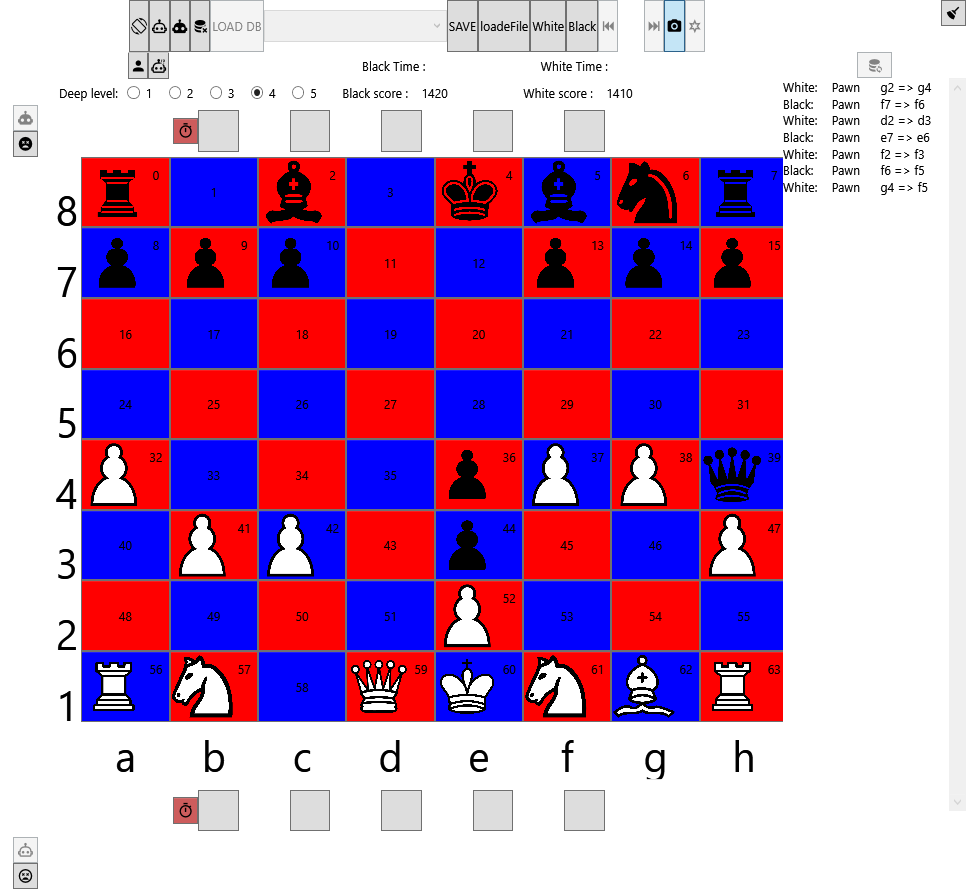 LOAD DB SAVE loadeFile White Black
Black Time : White Time :
Deep level: 1 2 3 4 5 Black score : 1420 White score : 1410
White: Pawn g2 => g4
Black: Pawn f7 => f6
White: Pawn d2 => d3
Black: Pawn e7 => e6
White: Pawn f2 => f3
Black: Pawn f6 => f5
White: Pawn g4 => f5
8 0 1 2 3 4 5 6 7
7 8 9 10 11 12 13 14 15
6 16 17 18 19 20 21 22 23
5 24 25 26 27 28 29 30 31
4 32 33 34 35 36 37 38 39
3 40 41 42 43 44 45 46 47
2 48 49 50 51 52 53 54 55
1 56 57 58 59 60 61 62 63
a b c d e f g h